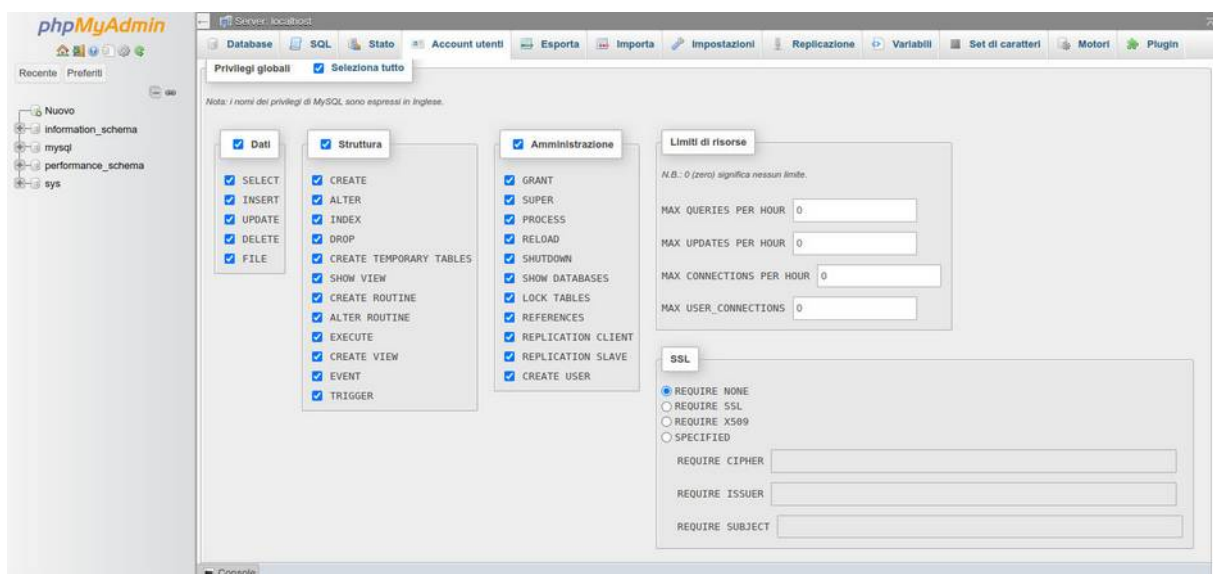 phpMyAdmin
Recente Preferiti
Nuovo
information_schema
mysql
performance_schema
sys
Server: localhost
Database SQL Stato Account utenti Esporta Importa Impostazioni Replicazione Variabili Set di caratteri Motori Plugin
Privilegi globali Seleziona tutto
Nota: i nomi dei privilegi di MySQL sono espressi in Inglese.
Dati
SELECT
INSERT
UPDATE
DELETE
FILE
Struttura
CREATE
ALTER
INDEX
DROP
CREATE TEMPORARY TABLES
SHOW VIEW
CREATE ROUTINE
ALTER ROUTINE
EXECUTE
CREATE VIEW
EVENT
TRIGGER
Amministrazione
GRANT
SUPER
PROCESS
RELOAD
SHUTDOWN
SHOW DATABASES
LOCK TABLES
REFERENCES
REPLICATION CLIENT
REPLICATION SLAVE
CREATE USER
Limiti di risorse
N.B.: 0 (zero) significa nessun limite.
MAX QUERIES PER HOUR 0
MAX UPDATES PER HOUR 0
MAX CONNECTIONS PER HOUR 0
MAX USER_CONNECTIONS 0
SSL
REQUIRE NONE
REQUIRE SSL
REQUIRE X509
SPECIFIED
REQUIRE CIPHER
REQUIRE ISSUER
REQUIRE SUBJECT
Console